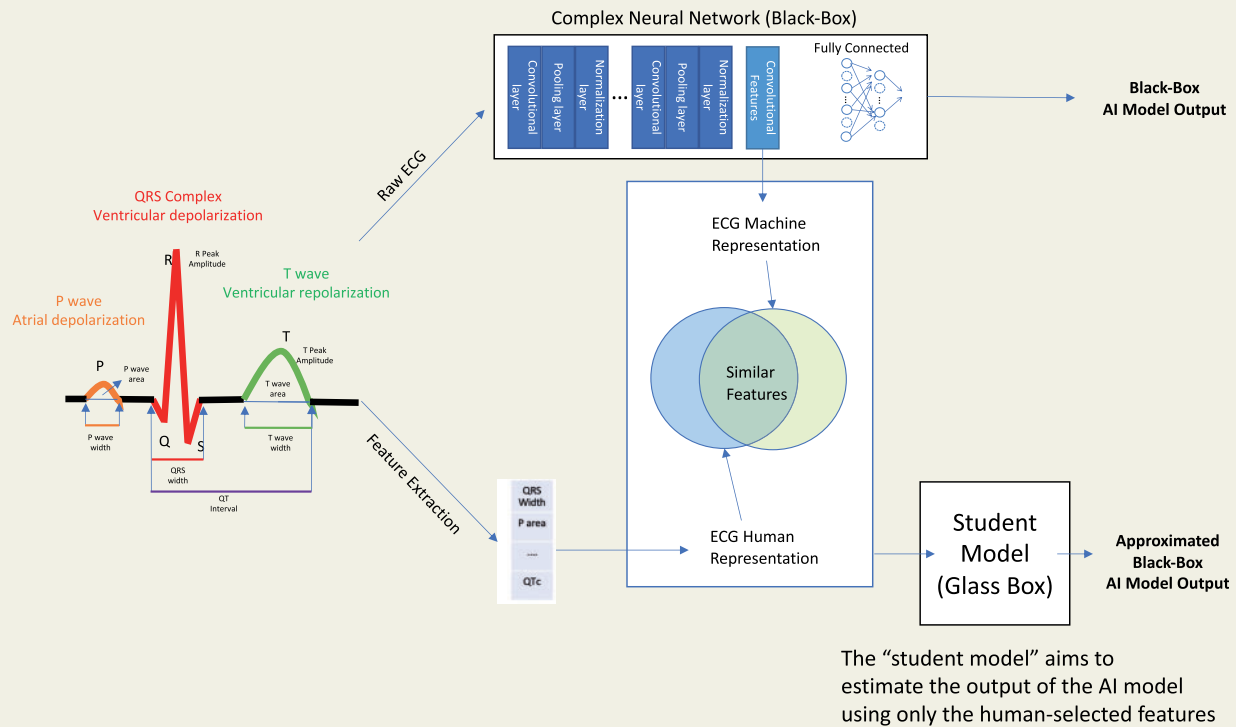 Complex Neural Network (Black-Box)
Convolutional
layer
Pooling layer
Normalization
layer
...
Convolutional
layer
Pooling layer
Normalization
layer
Convolutional
Features
Fully Connected
Black-Box
AI Model Output
Raw ECG
QRS Complex
Ventricular depolarization
R
R Peak
Amplitude
T wave
Ventricular repolarization
P wave
Atrial depolarization
P
P wave
area
T
T Peak
Amplitude
T wave
area
P wave
width
Q
S
T wave
width
QRS
width
QT
Interval
Feature Extraction
QRS
Width
P area
QTc
ECG Machine
Representation
Similar
Features
ECG Human
Representation
Student
Model
(Glass Box)
Approximated
Black-Box
AI Model Output
The “student model” aims to
estimate the output of the AI model
using only the human-selected features